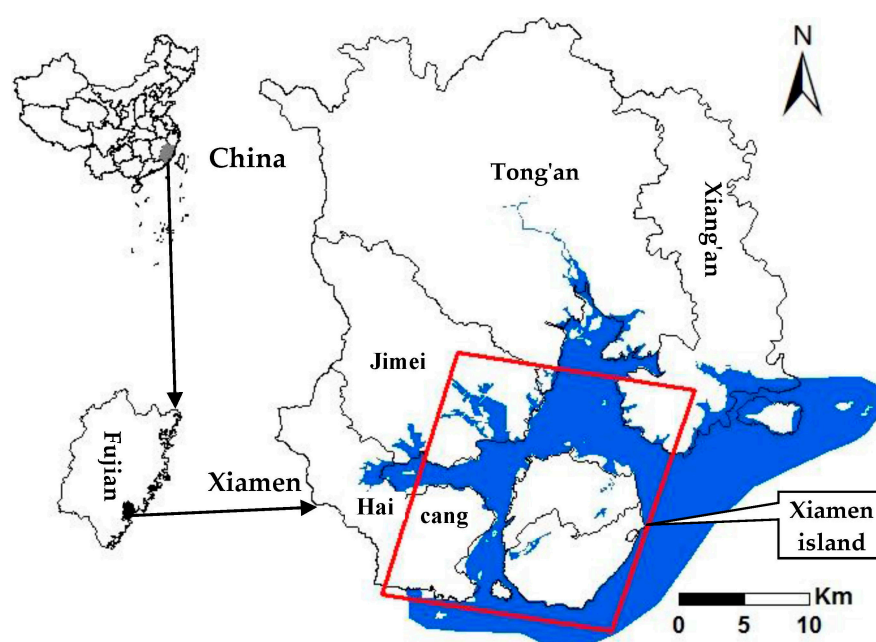 N
China
Tong'an
Xiang'an
Jimei
Fujian
Xiamen
Hai
cang
Xiamen
island
Km
0 5 10